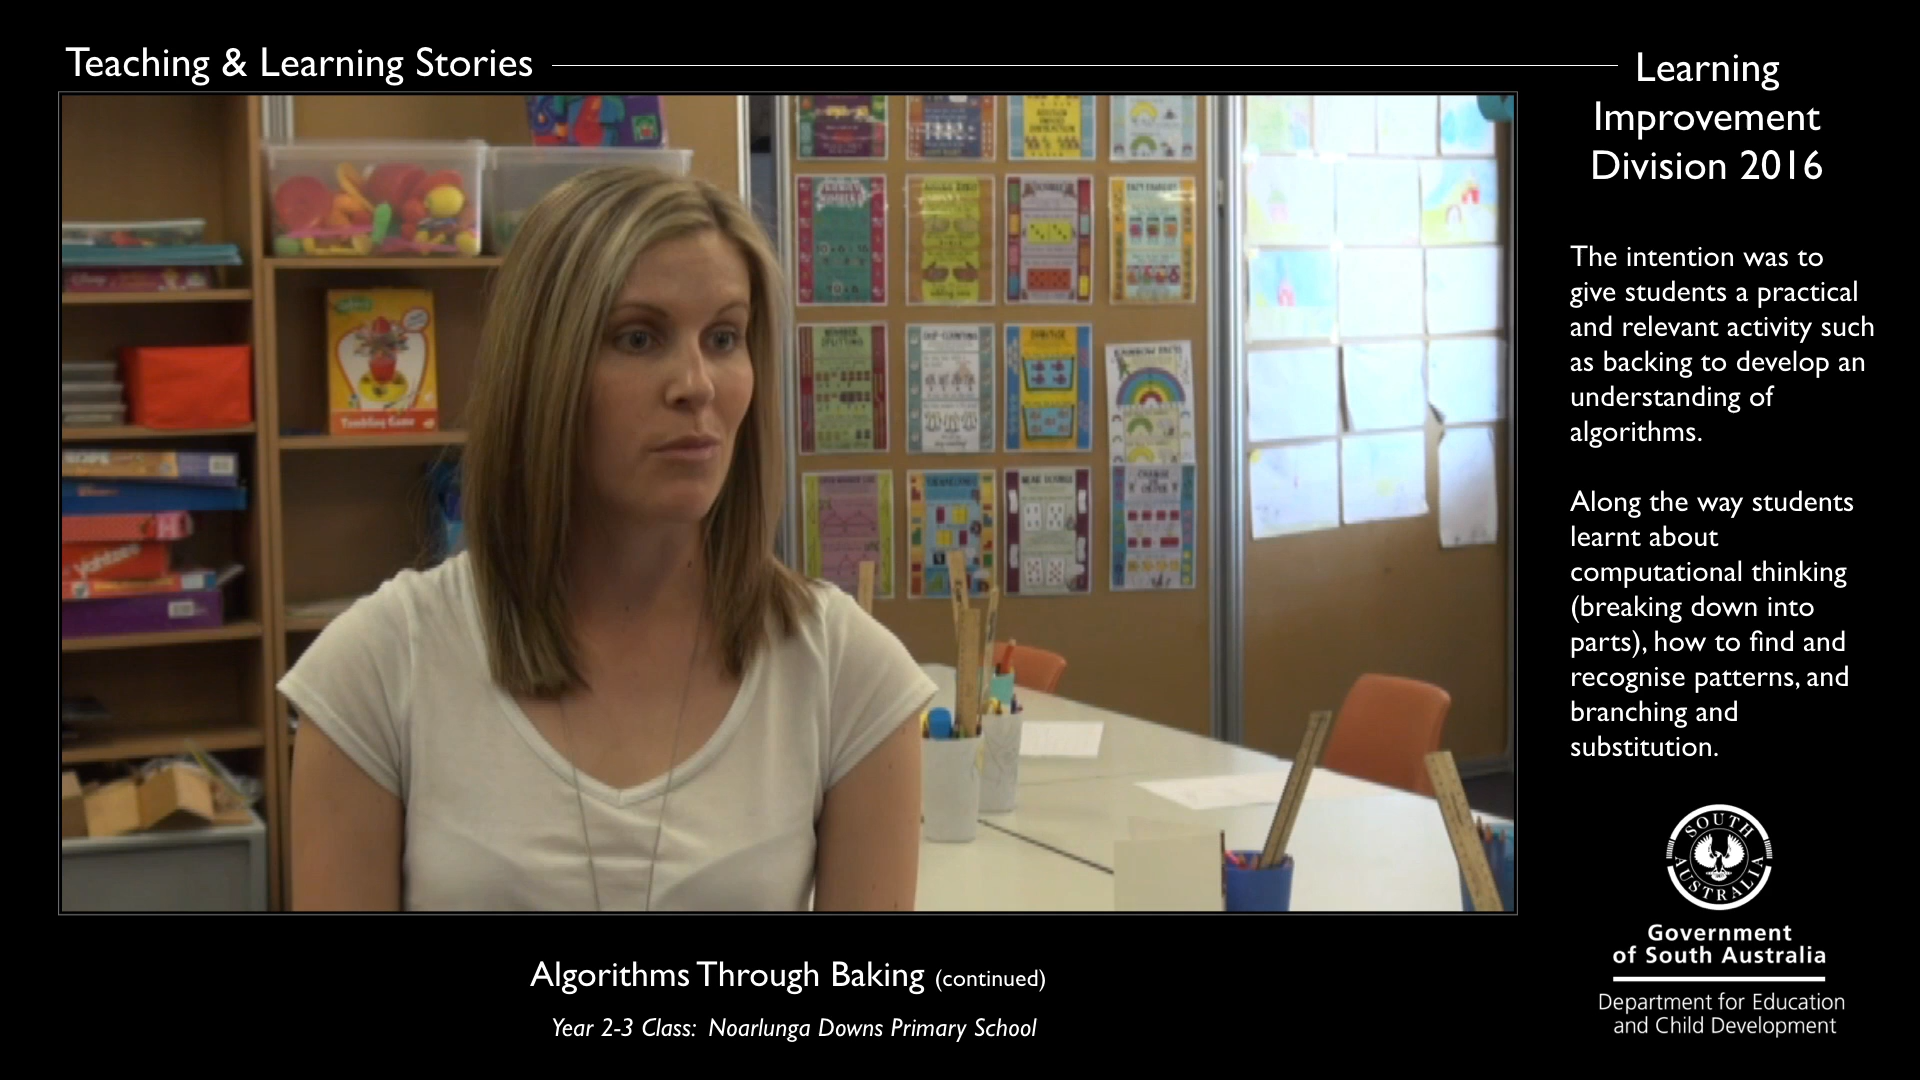 Teaching & Learning Stories
Learning
Improvement
Division 2016
The intention was to
give students a practical
and relevant activity such
as backing to develop an
understanding of
algorithms.
Along the way students
learnt about
computational thinking
(breaking down into
parts), how to find and
recognise patterns, and
branching and
substitution.
Tumbling Game
Yahtzee
SOUTH
AUSTRALIA
Government
of South Australia
Department for Education
and Child Development
Algorithms Through Baking (continued)
Year 2-3 Class: Noarlunga Downs Primary School